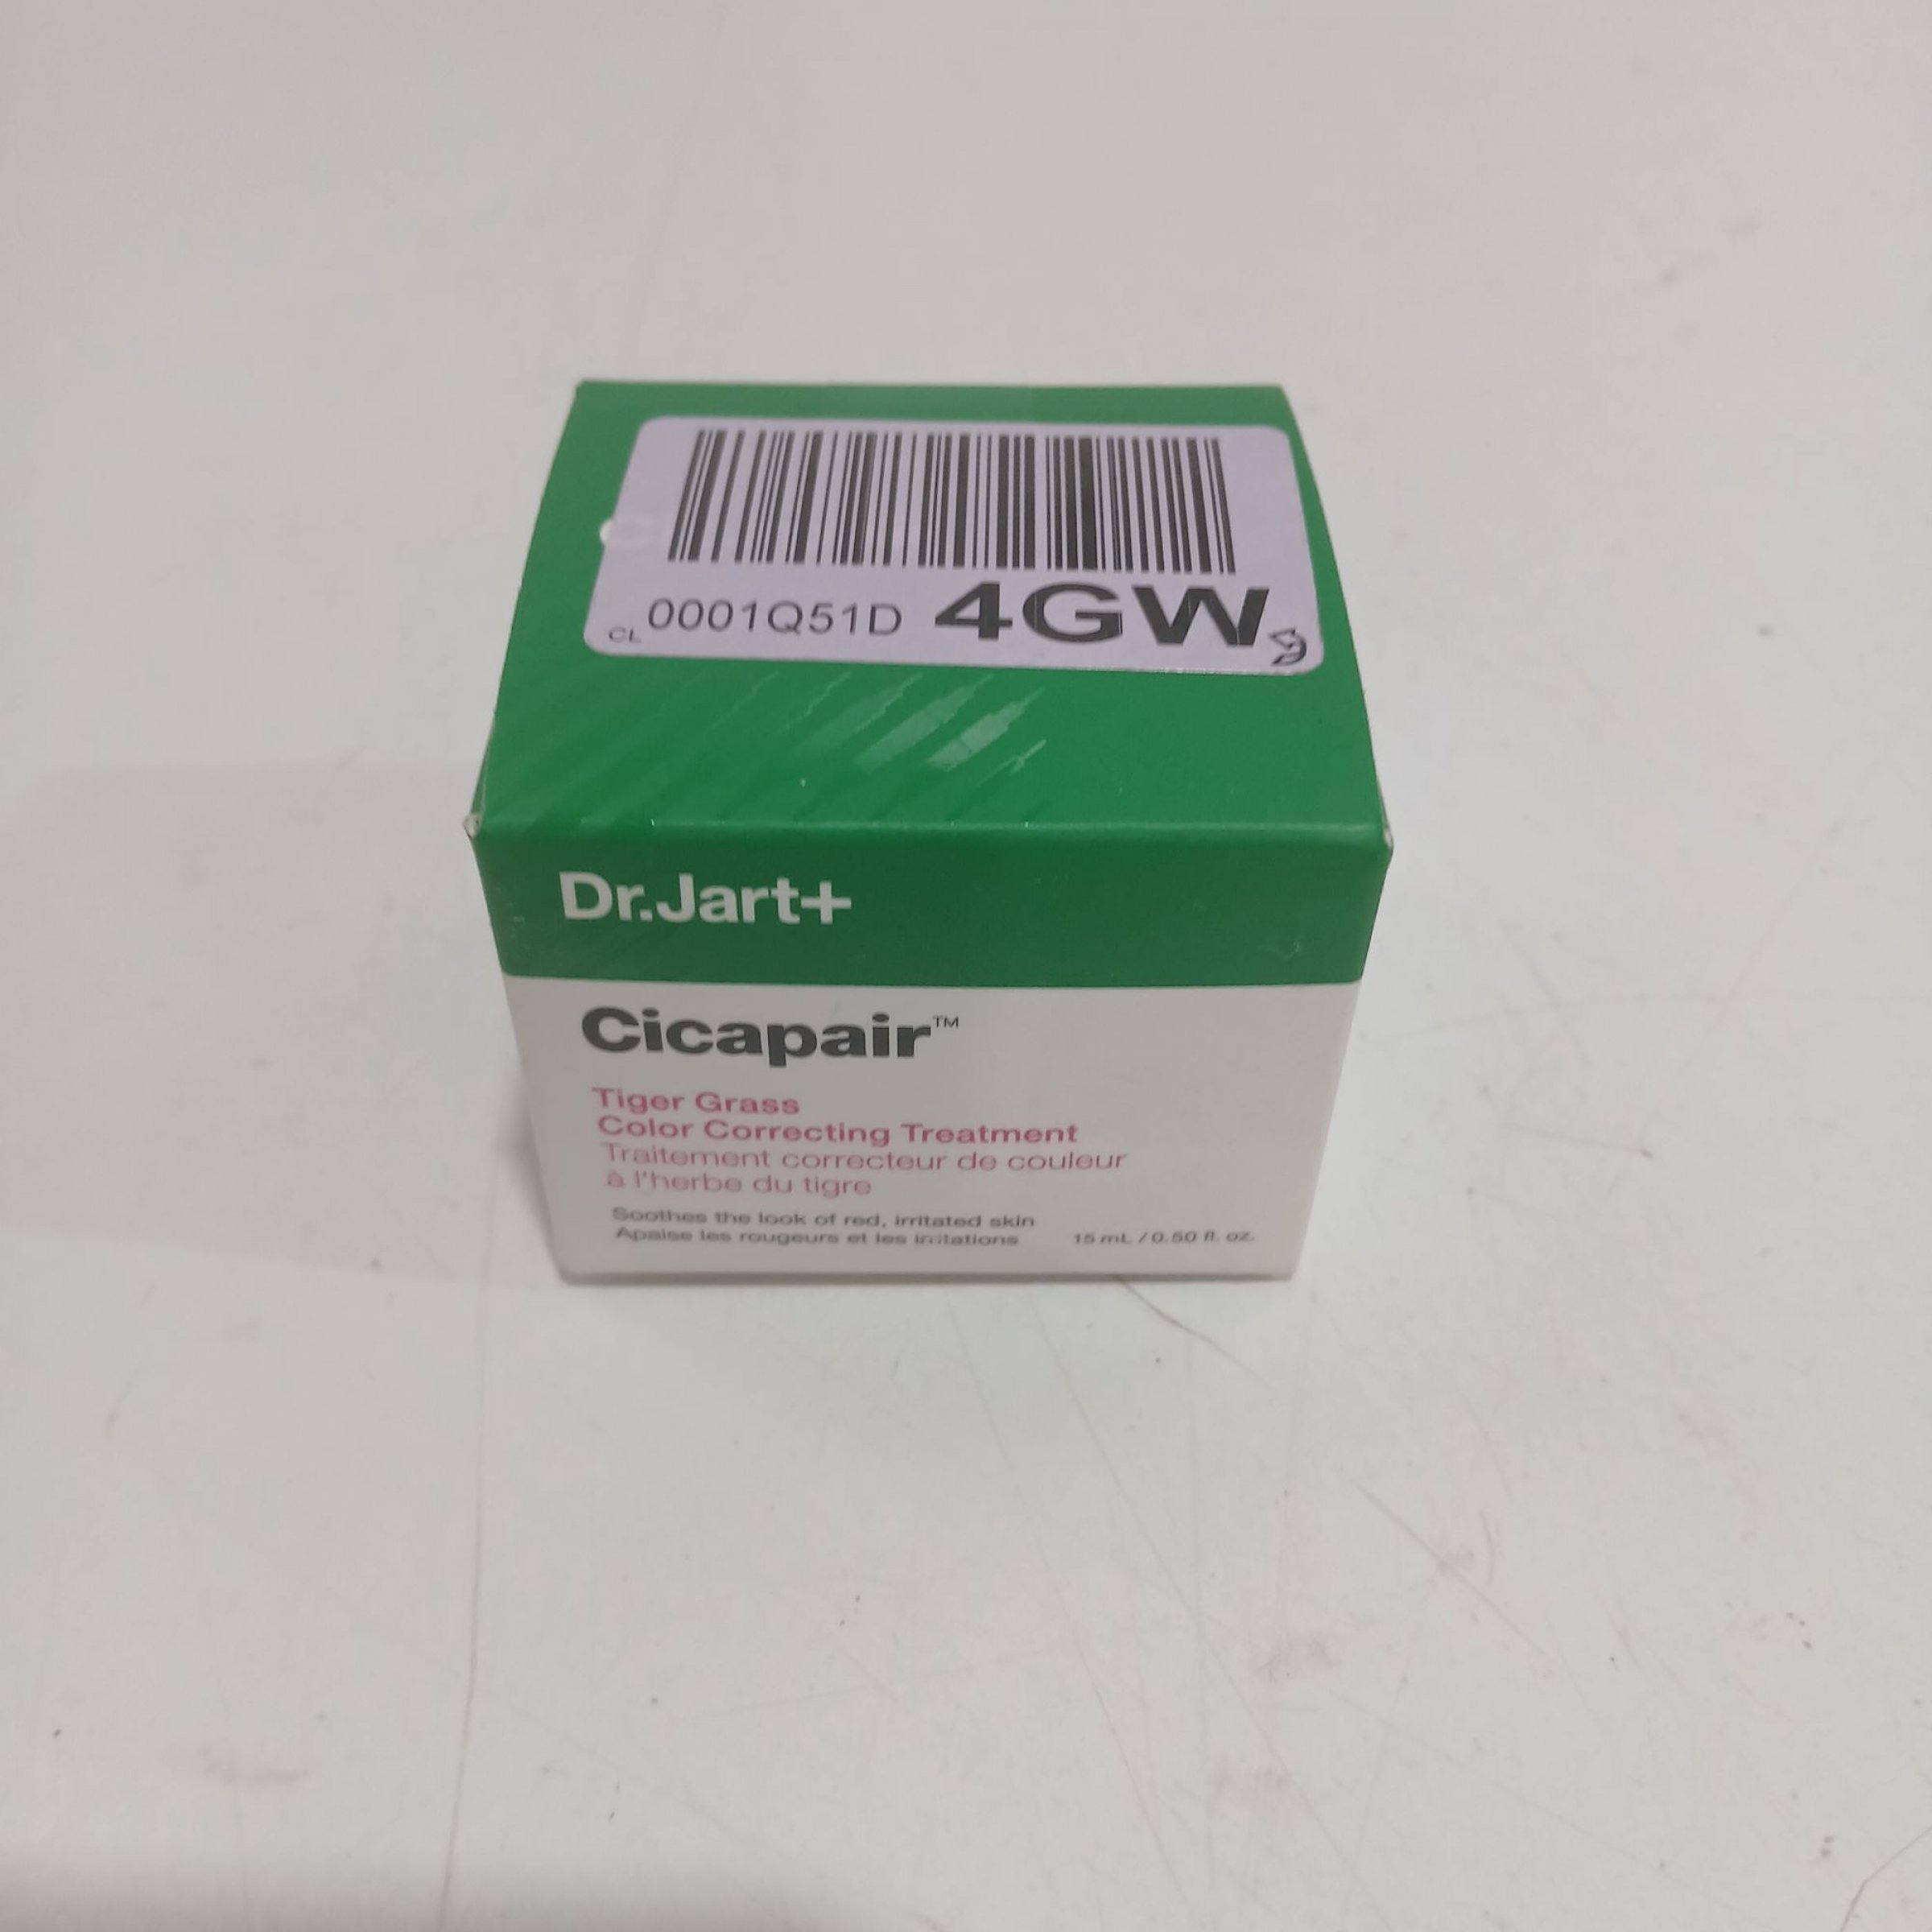 CL 0001Q51D 4GW
Dr.Jart+
Cicapair™
Tiger Grass
Color Correcting Treatment
Traitement correcteur de couleur
à l'herbe du tigre
Soothes the look of red, irritated skin
Apaise les rougeurs et les irritations 15 mL / 0.50 fl. oz.